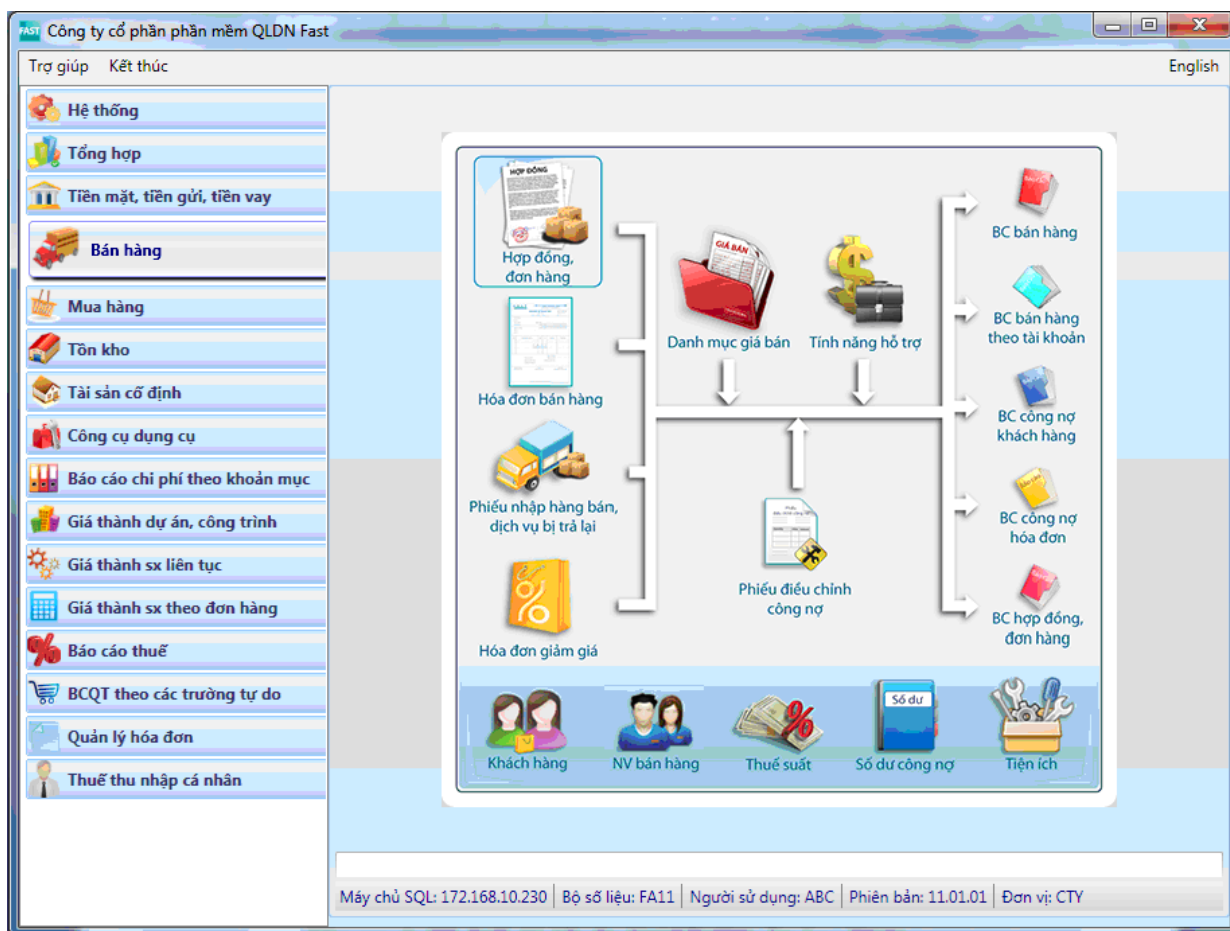 FAST Công ty cổ phần phần mềm QLDN Fast
Trợ giúp Kết thúc English
Hệ thống
Tổng hợp
Tiền mặt, tiền gửi, tiền vay
Bán hàng
Mua hàng
Tồn kho
Tài sản cố định
Công cụ dụng cụ
Báo cáo chi phí theo khoản mục
Giá thành dự án, công trình
Giá thành sx liên tục
Giá thành sx theo đơn hàng
Báo cáo thuế
BCQT theo các trường tự do
Quản lý hóa đơn
Thuế thu nhập cá nhân
HỢP ĐỒNG
Hợp đồng,
đơn hàng
Hóa đơn bán hàng
Phiếu nhập hàng bán,
dịch vụ bị trả lại
Hóa đơn giảm giá
GIÁ BÁN
Danh mục giá bán
Tính năng hỗ trợ
Phiếu điều chỉnh
công nợ
BC bán hàng
BC bán hàng
theo tài khoản
BC công nợ
khách hàng
BC công nợ
hóa đơn
BC hợp đồng,
đơn hàng
Khách hàng
NV bán hàng
Thuế suất
Số dư
Số dư công nợ
Tiện ích
Máy chủ SQL: 172.168.10.230 Bộ số liệu: FA11 Người sử dụng: ABC Phiên bản: 11.01.01 Đơn vị: CTY